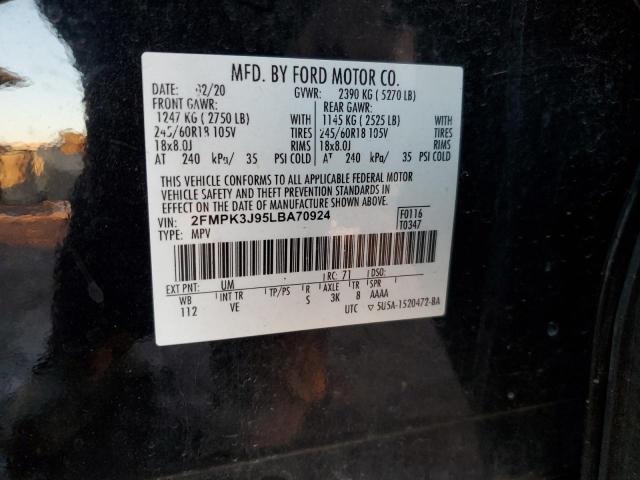 MFD. BY FORD MOTOR CO.
DATE: 02/20 GVWR: 2390 KG ( 5270 LB)
FRONT GAWR: REAR GAWR:
1247 KG ( 2750 LB) 1145 KG ( 2525 LB)
245/60R18 105V TIRES 245/60R18 105V TIRES
18x8.0J RIMS 18x8.0J RIMS
AT 240 kPa/ 35 PSI COLD AT 240 kPa/ 35 PSI COLD
THIS VEHICLE CONFORMS TO ALL APPLICABLE FEDERAL MOTOR
VEHICLE SAFETY AND THEFT PREVENTION STANDARDS IN
EFFECT ON THE DATE OF MANUFACTURE SHOWN ABOVE.
VIN: 2FMPK3J95LBA70924 F0116
TYPE: MPV T0347
EXT PNT: UM RC: 71 DSO:
WB INT TR TP/PS R AXLE TR SPR
112 VE S 3K 8 AAAA
UTC ▽ 5U5A-1520472-BA